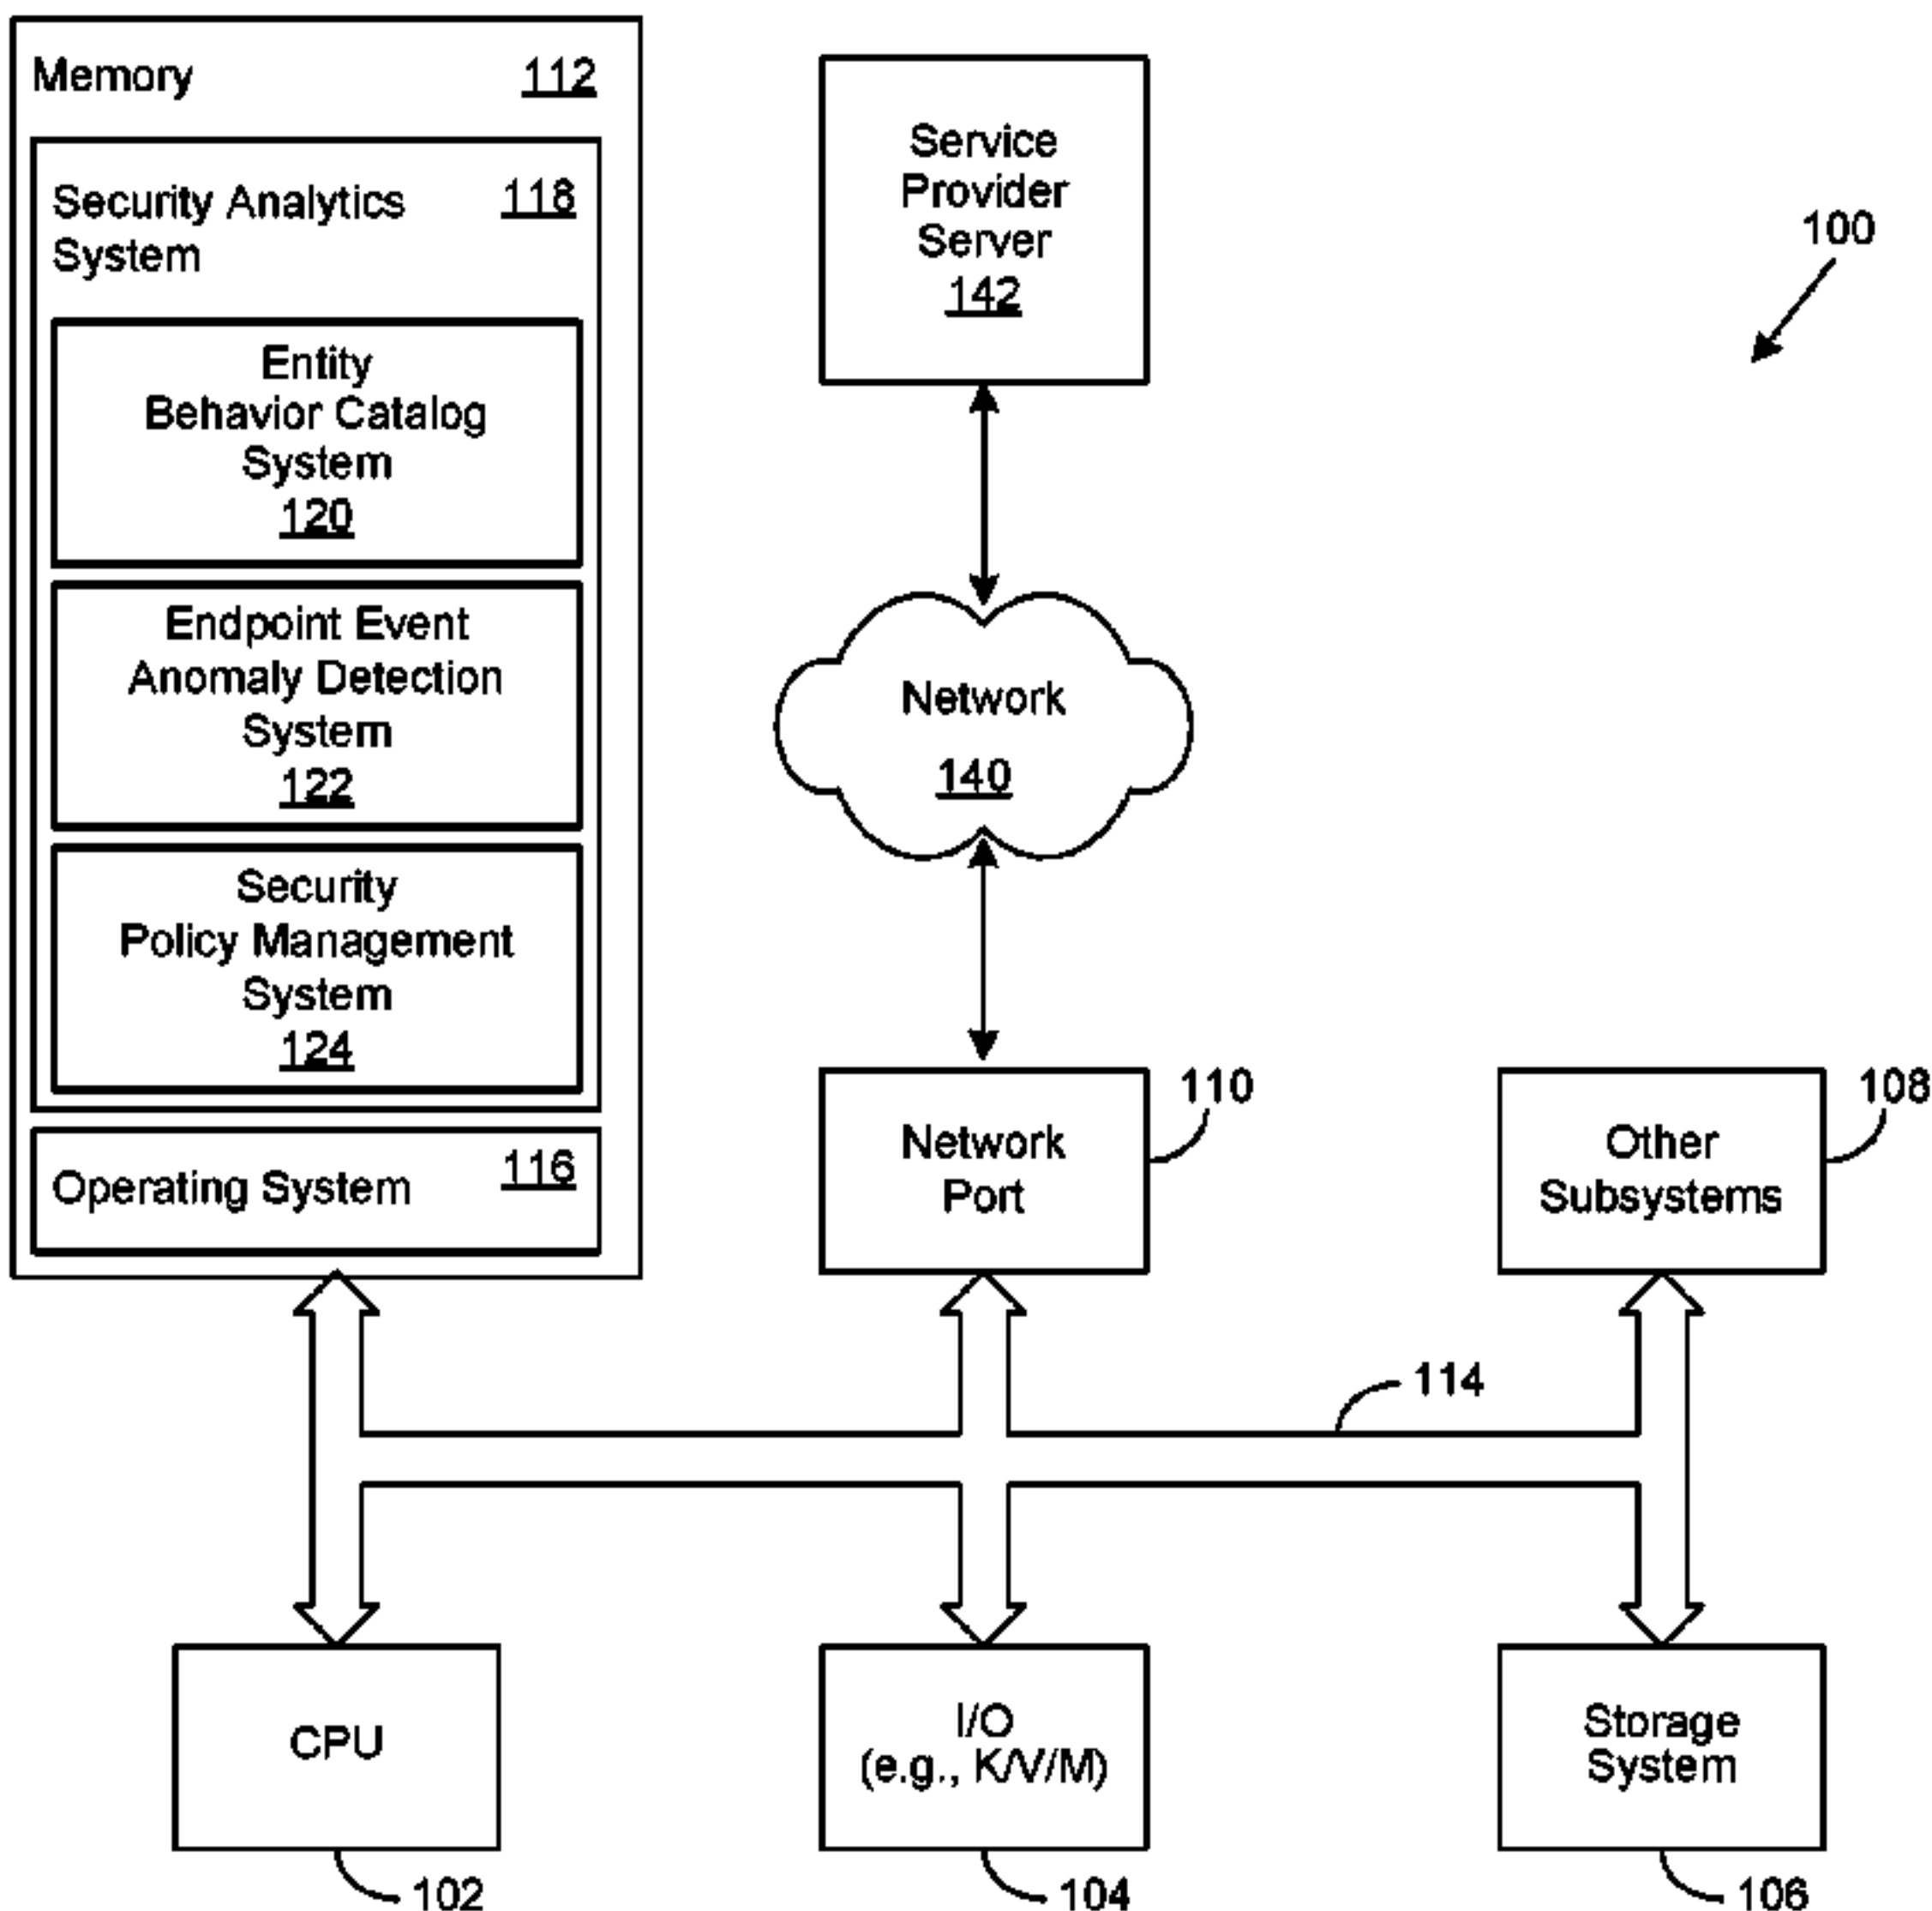 Memory 112
Security Analytics 118
System
Entity
Behavior Catalog
System
120
Endpoint Event
Anomaly Detection
System
122
Security
Policy Management
System
124
Operating System 116
Service
Provider
Server
142
100
Network
140
Network
Port
110
Other
Subsystems
108
114
CPU
102
I/O
(e.g., K/V/M)
104
Storage
System
106